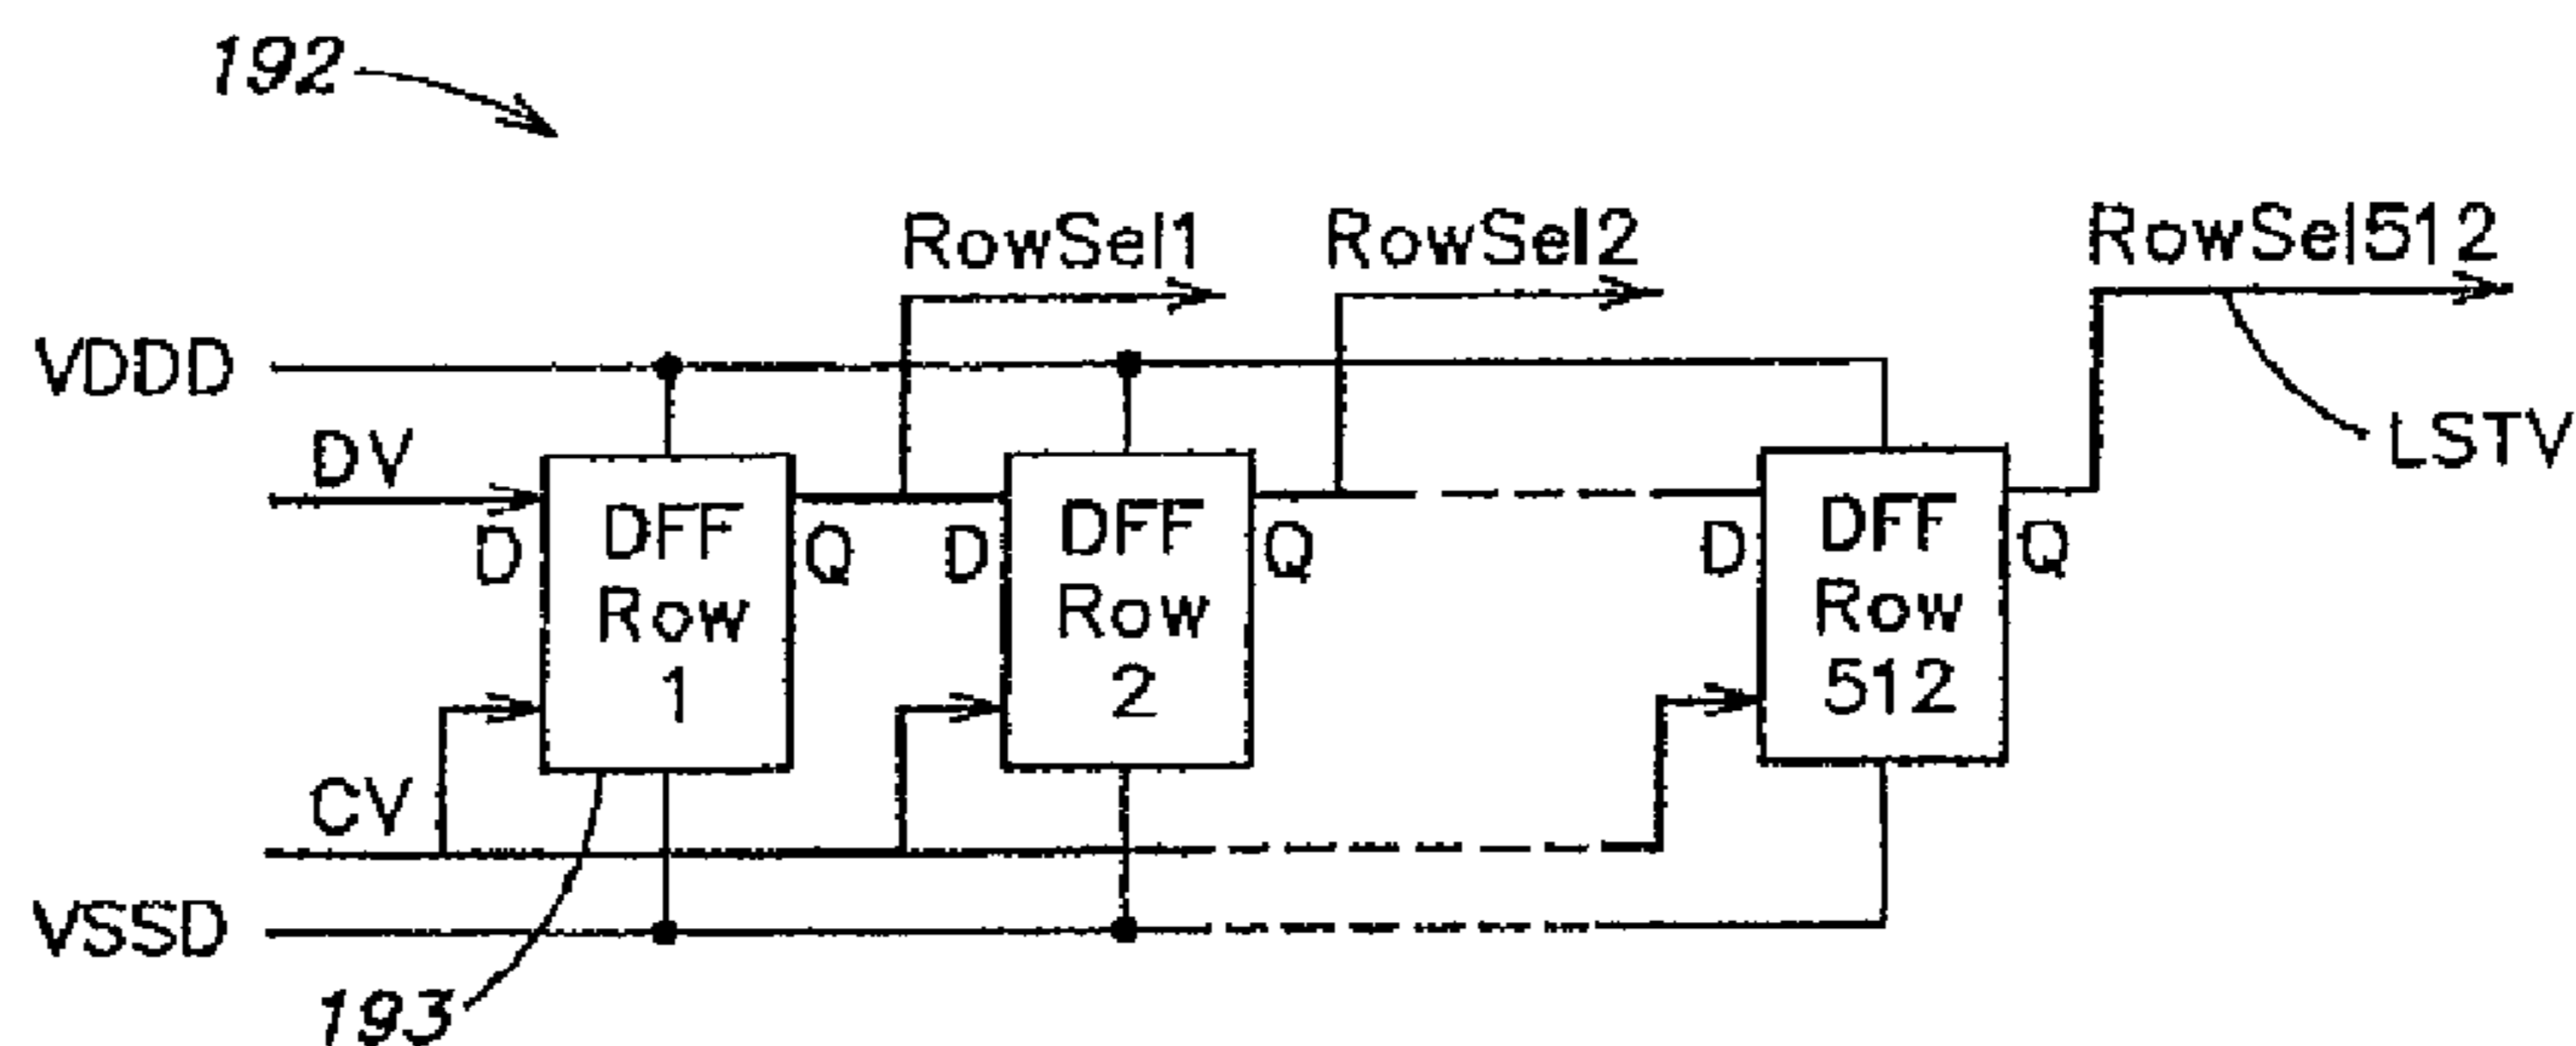 192
RowSel1
RowSel2
RowSel512
VDDD
DV
LSTV
D
DFF
Row
1
Q
D
DFF
Row
2
Q
D
DFF
Row
512
Q
CV
VSSD
193